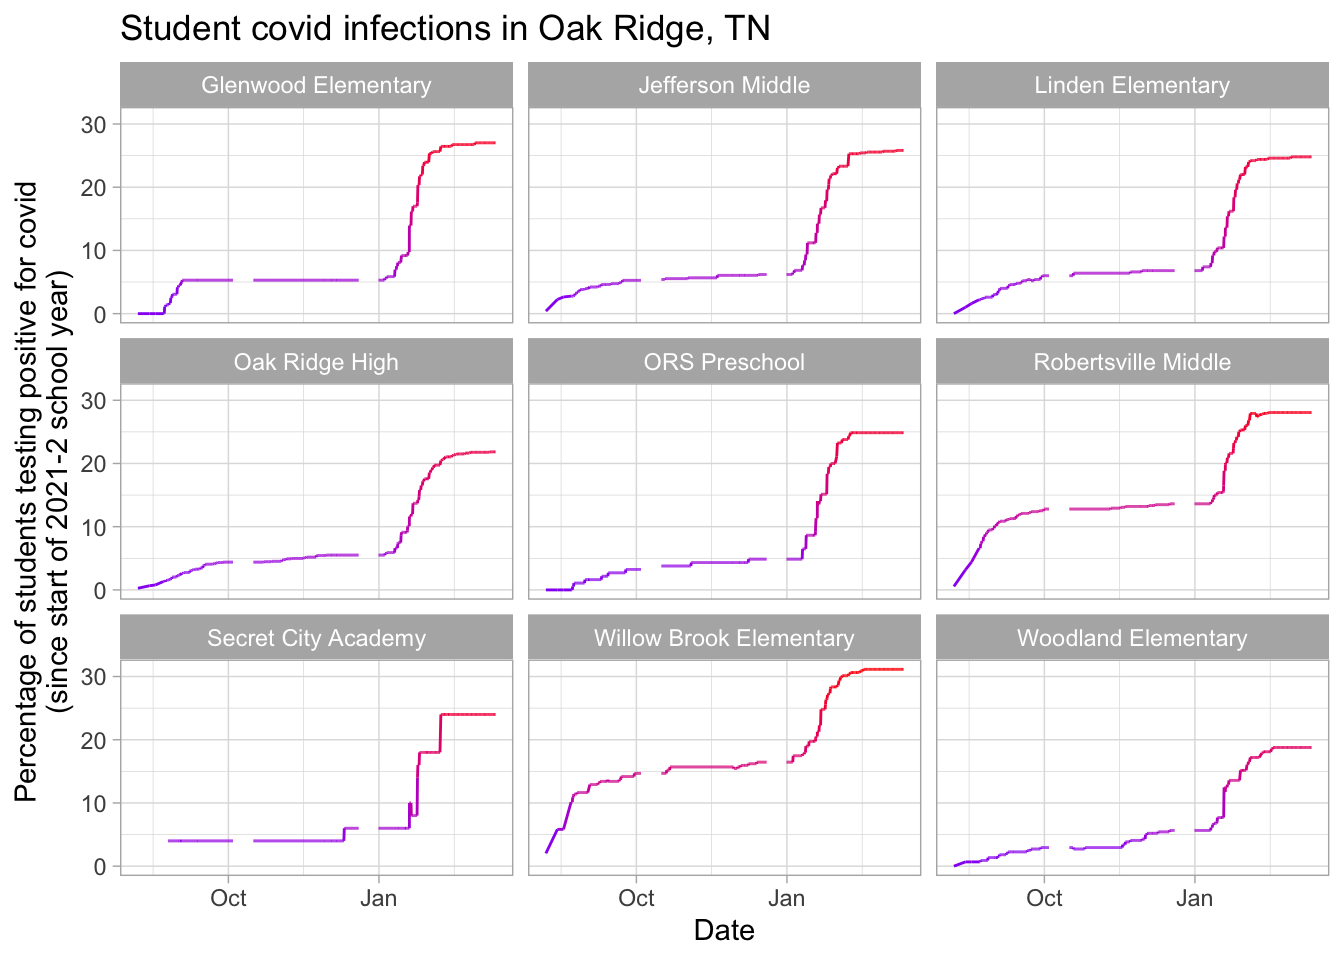 Student covid infections in Oak Ridge, TN
Percentage of students testing positive for covid
(since start of 2021-2 school year)
Glenwood Elementary
Jefferson Middle
Linden Elementary
30
20
10
0
Oak Ridge High
ORS Preschool
Robertsville Middle
30
20
10
0
Secret City Academy
Willow Brook Elementary
Woodland Elementary
30
20
10
0
Oct
Jan
Oct
Jan
Oct
Jan
Date